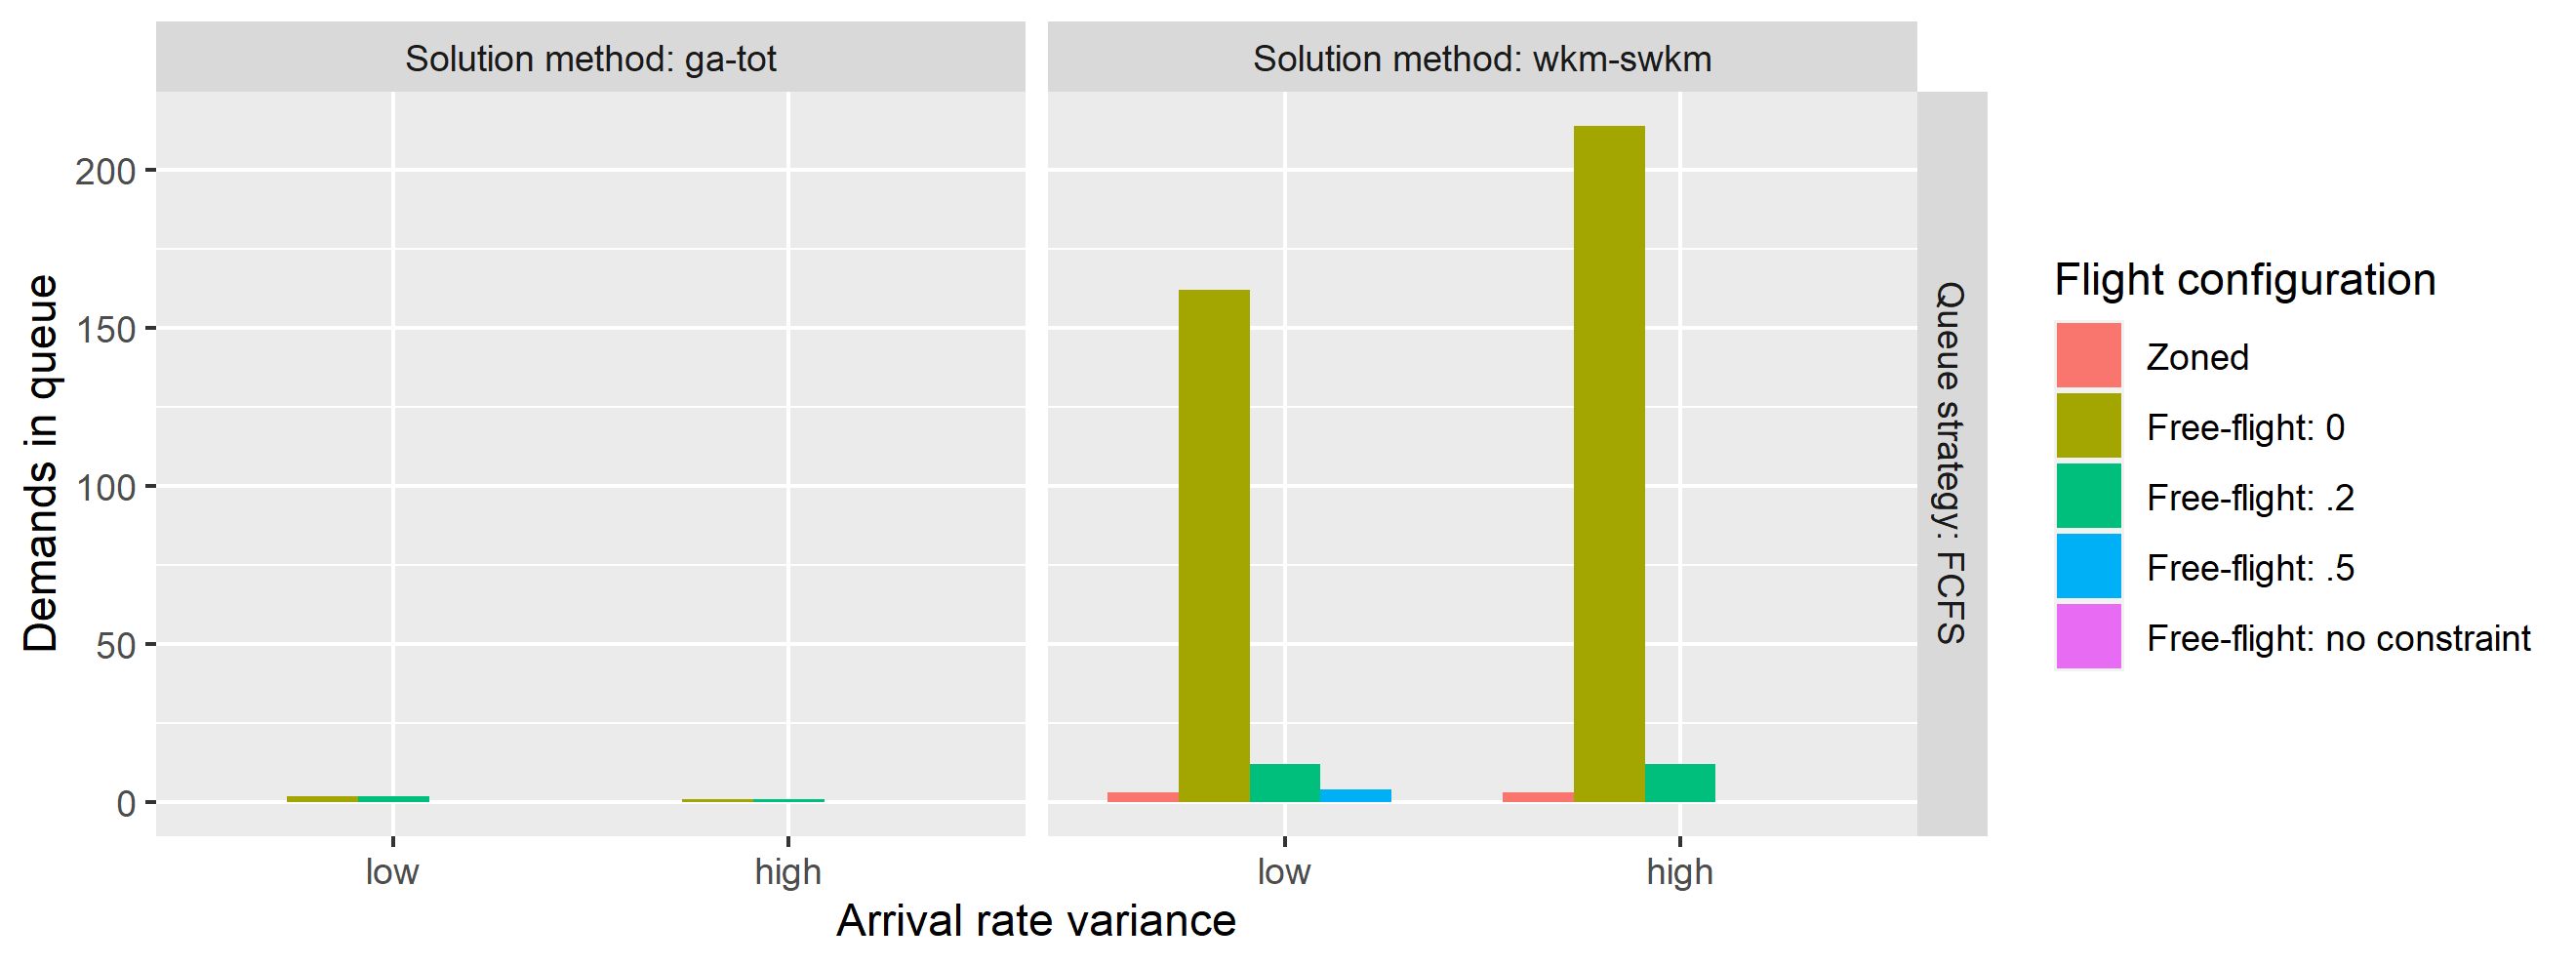 Solution method: ga-tot
Solution method: wkm-swkm
Demands in queue
200
150
100
50
0
low
high
low
high
Arrival rate variance
Queue strategy: FCFS
Flight configuration
Zoned
Free-flight: 0
Free-flight: .2
Free-flight: .5
Free-flight: no constraint